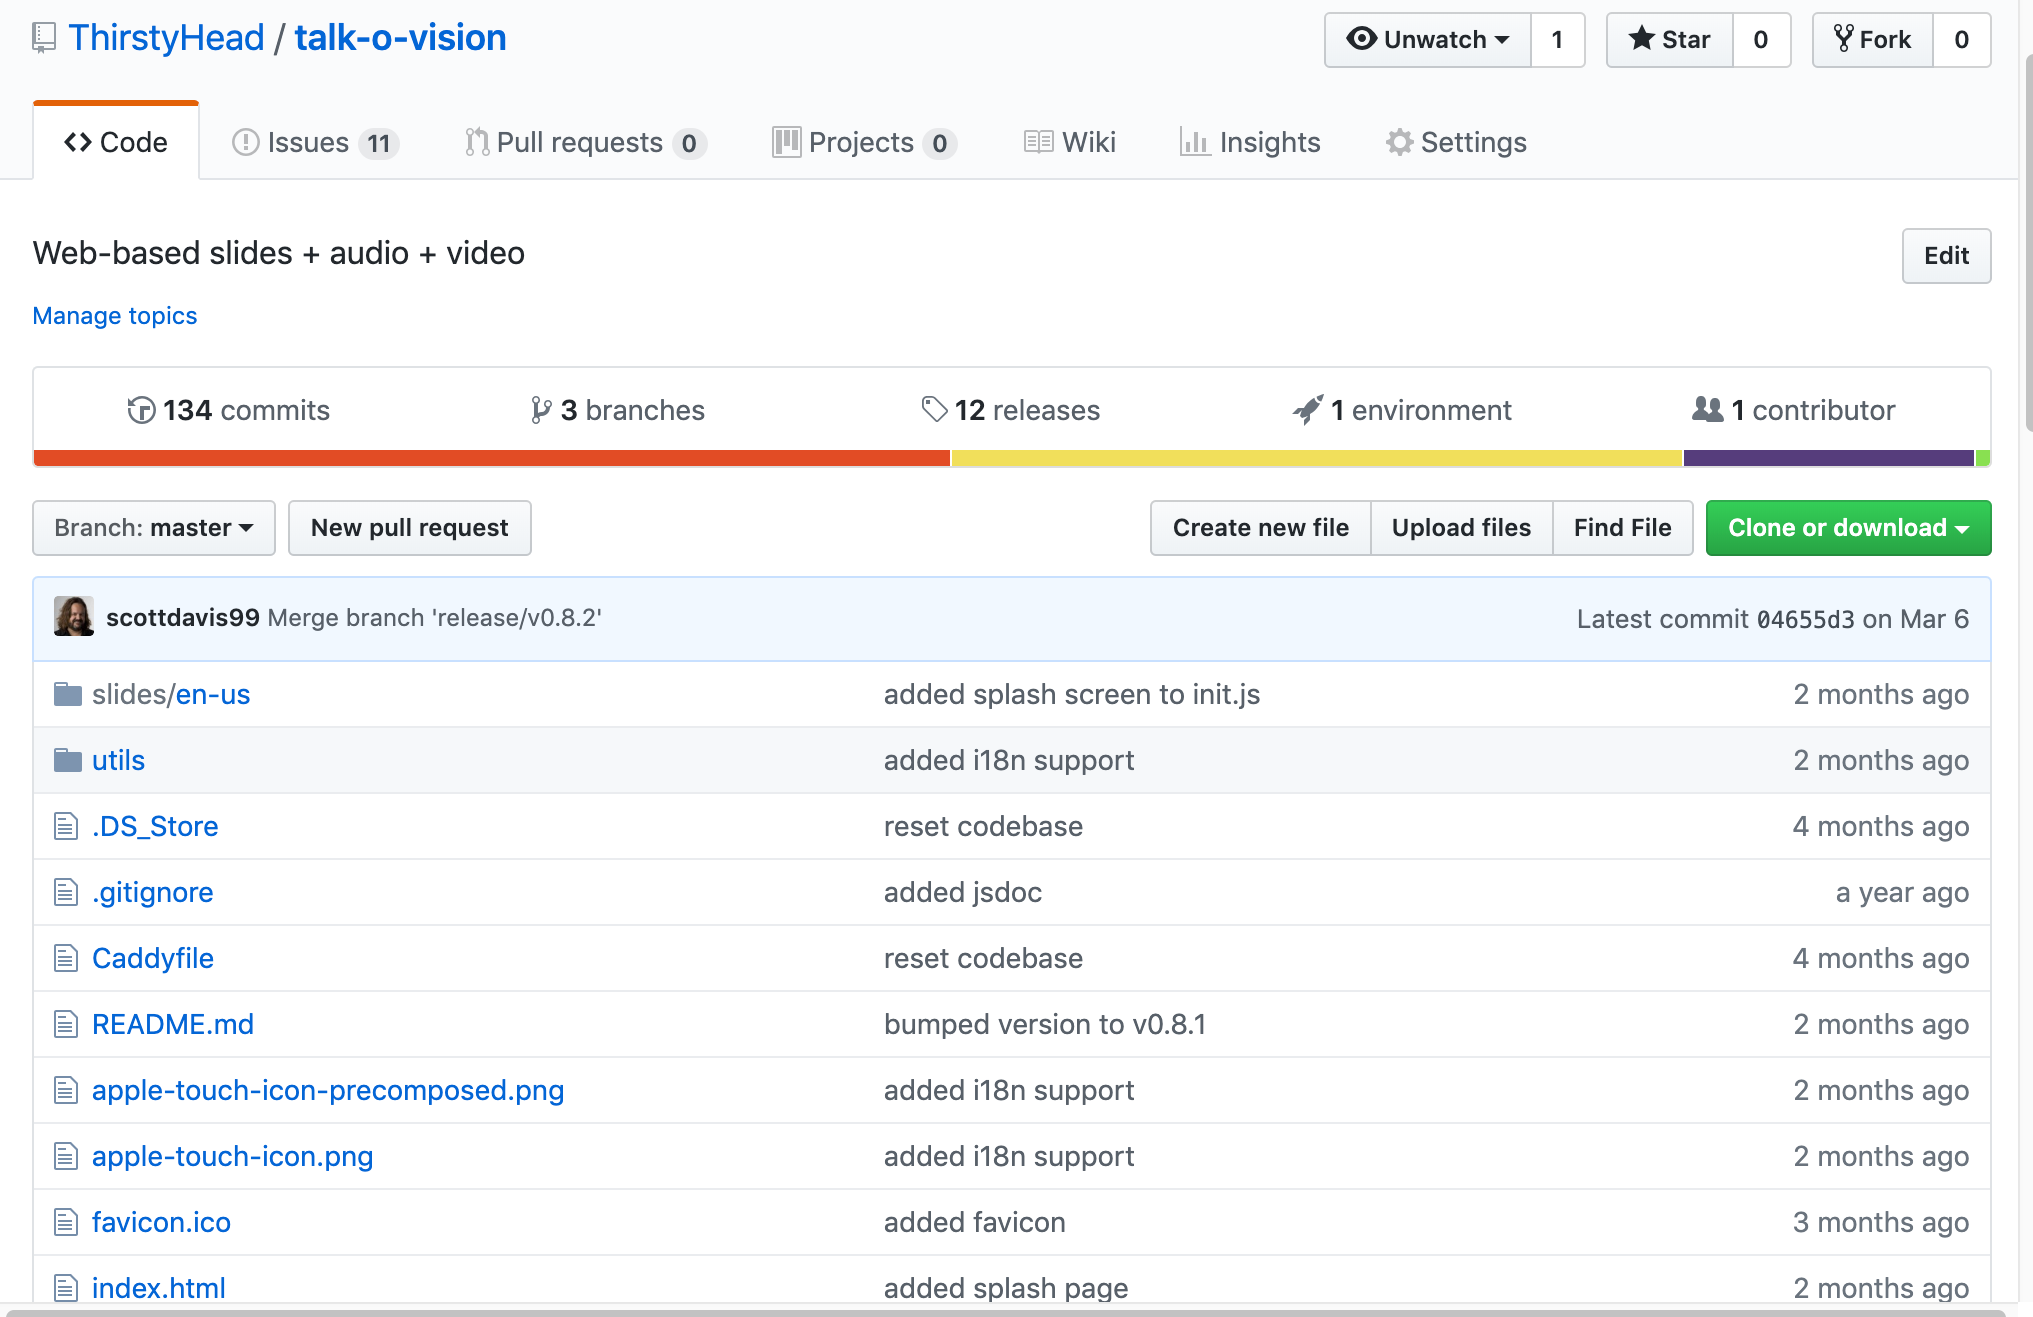 ThirstyHead / talk-o-vision
Unwatch 1 Star 0 Fork 0
Code Issues 11 Pull requests 0 Projects 0 Wiki Insights Settings
Web-based slides + audio + video
Edit
Manage topics
134 commits 3 branches 12 releases 1 environment 1 contributor
Branch: master New pull request Create new file Upload files Find File Clone or download
scottdavis99 Merge branch 'release/v0.8.2' Latest commit 04655d3 on Mar 6
slides/en-us added splash screen to init.js 2 months ago
utils added i18n support 2 months ago
.DS_Store reset codebase 4 months ago
.gitignore added jsdoc a year ago
Caddyfile reset codebase 4 months ago
README.md bumped version to v0.8.1 2 months ago
apple-touch-icon-precomposed.png added i18n support 2 months ago
apple-touch-icon.png added i18n support 2 months ago
favicon.ico added favicon 3 months ago
index.html added splash page 2 months ago